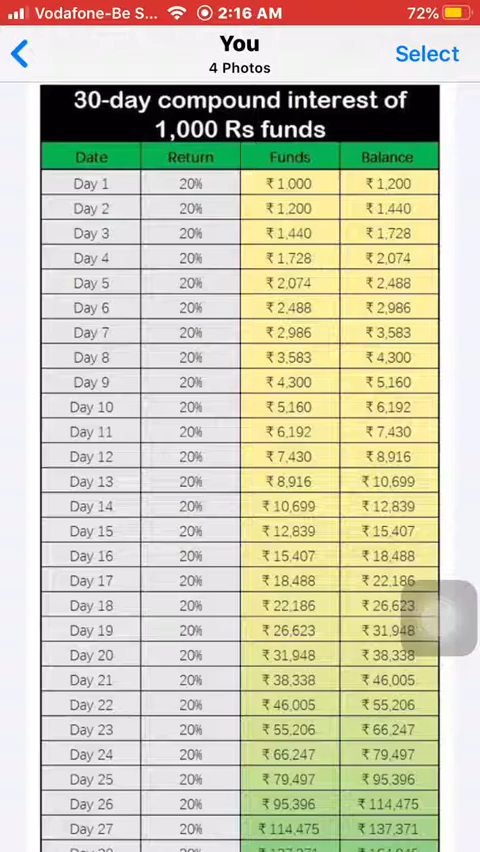 Vodafone-Be S... 2:16 AM 72%
You
4 Photos
Select
30-day compound interest of
1,000 Rs funds
Date Return Funds Balance
Day 1 20% ₹ 1 000 ₹ 1,200
Day 2 20% ₹ 1,200 ₹ 1,440
Day 3 20% ₹ 1,440 ₹ 1,728
Day 4 20% ₹ 1,728 ₹ 2,074
Day 5 20% ₹ 2,074 ₹ 2,488
Day 6 20% ₹ 2,488 ₹ 2,986
Day 7 20% ₹ 2,986 ₹ 3,583
Day 8 20% ₹ 3,583 ₹ 4,300
Day 9 20% ₹ 4,300 ₹ 5,160
Day 10 20% ₹ 5,160 ₹ 6,192
Day 11 20% ₹ 6,192 ₹ 7,430
Day 12 20% ₹ 7,430 ₹ 8,916
Day 13 20% ₹ 8,916 ₹ 10,699
Day 14 20% ₹ 10,699 ₹ 12,839
Day 15 20% ₹ 12,839 ₹ 15,407
Day 16 20% ₹ 15,407 ₹ 18,488
Day 17 20% ₹ 18,488 ₹ 22,186
Day 18 20% ₹ 22,186 ₹ 26,623
Day 19 20% ₹ 26,623 ₹ 31,948
Day 20 20% ₹ 31,948 ₹ 38,338
Day 21 20% ₹ 38,338 ₹ 46,005
Day 22 20% ₹ 46,005 ₹ 55,206
Day 23 20% ₹ 55,206 ₹ 66,247
Day 24 20% ₹ 66,247 ₹ 79,497
Day 25 20% ₹ 79,497 ₹ 95,396
Day 26 20% ₹ 95,396 ₹ 114,475
Day 27 20% ₹ 114,475 ₹ 137,371